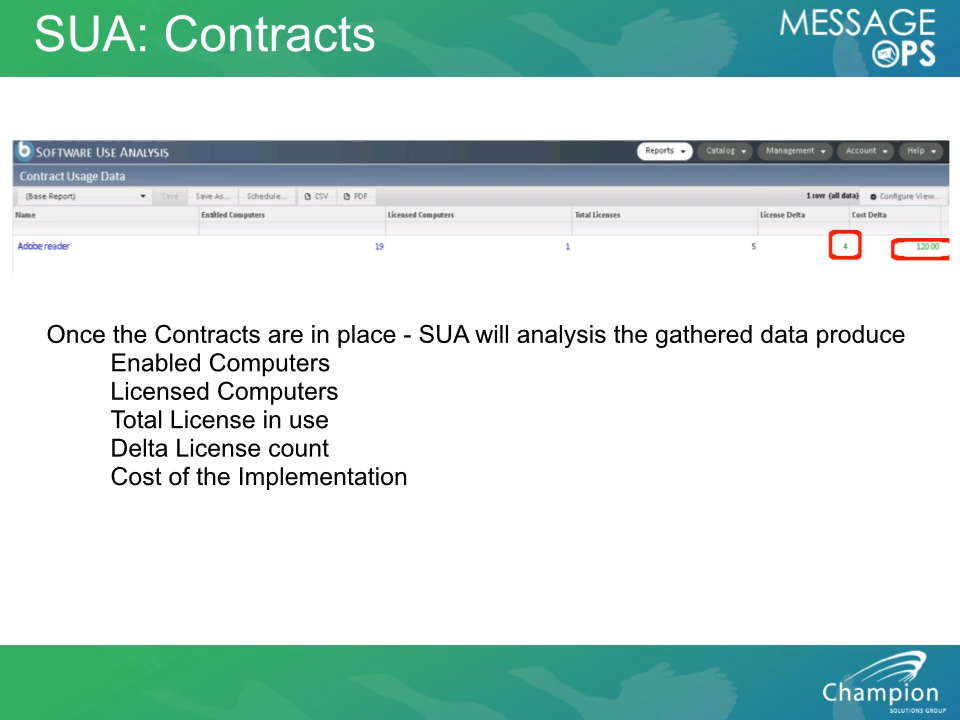 SUA: Contracts
MESSAGE
OPS
SOFTWARE USE ANALYSIS
Reports Catalog Management Account Help
Contract Usage Data
(Base Report) Save Save As... Schedule... CSV PDF 1 row (all data) Configure View...
Name Entitled Computers Licensed Computers Total Licenses License Delta Cost Delta
Adobe reader 19 1 5 4 120.00
Once the Contracts are in place - SUA will analysis the gathered data produce
Enabled Computers
Licensed Computers
Total License in use
Delta License count
Cost of the Implementation
Champion
SOLUTIONS GROUP